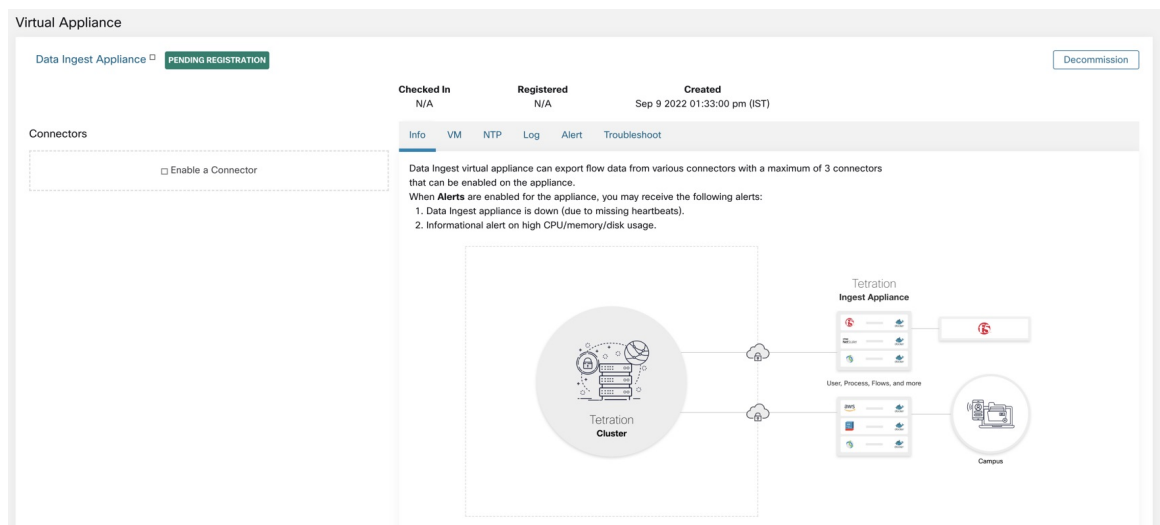 Virtual Appliance
Data Ingest Appliance PENDING REGISTRATION
Decommission
Checked In Registered Created
N/A N/A Sep 9 2022 01:33:00 pm (IST)
Connectors
Enable a Connector
Info VM NTP Log Alert Troubleshoot
Data Ingest virtual appliance can export flow data from various connectors with a maximum of 3 connectors
that can be enabled on the appliance.
When Alerts are enabled for the appliance, you may receive the following alerts:
1. Data Ingest appliance is down (due to missing heartbeats).
2. Informational alert on high CPU/memory/disk usage.
Tetration
Ingest Appliance
User, Process, Flows, and more
aws
Tetration
Cluster
Campus